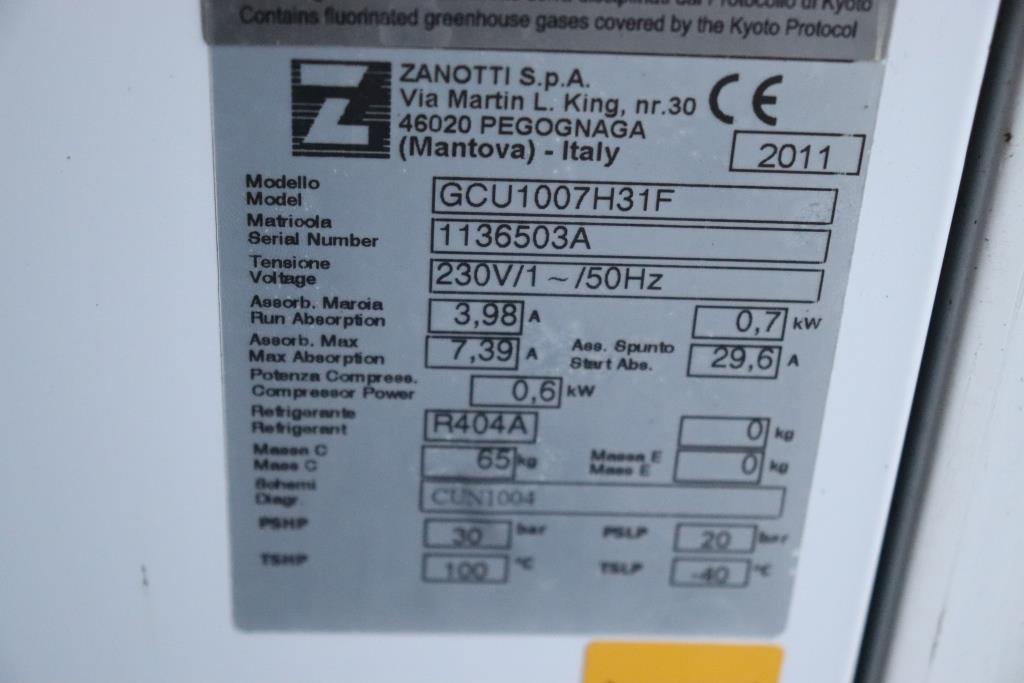 Contains fluorinated greenhouse gases covered by the Kyoto Protocol
ZANOTTI S.p.A.
Via Martin L. King, nr.30 CE
46020 PEGOGNAGA
(Mantova) - Italy
2011
Modello
Model GCU1007H31F
Matricola
Serial Number 1136503A
Tensione
Voltage 230V/1 ~ /50Hz
Assorb. Marcia
Run Absorption 3,98 A 0,7 kW
Assorb. Max
Max Absorption 7,39 A Ass. Spunto
Start Abs. 29,6 A
Potenza Compress.
Compressor Power 0,6 kW
Refrigerante
Refrigerant R404A 0 kg
Massa C
Mass C 65 kg Massa E
Mass E 0 kg
Schemi
Diagr. CUN1004
PSHP 30 bar PSLP 20 bar
TSHP 100 °C TSLP -40 °C